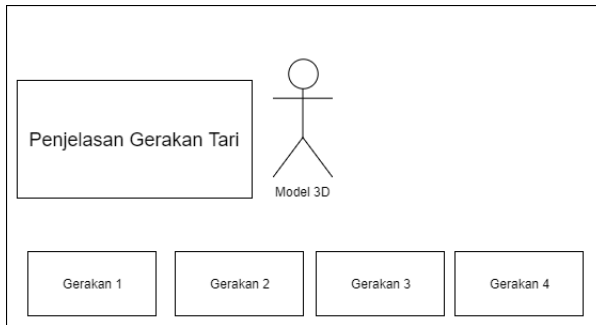 Penjelasan Gerakan Tari
Model 3D
Gerakan 1
Gerakan 2
Gerakan 3
Gerakan 4